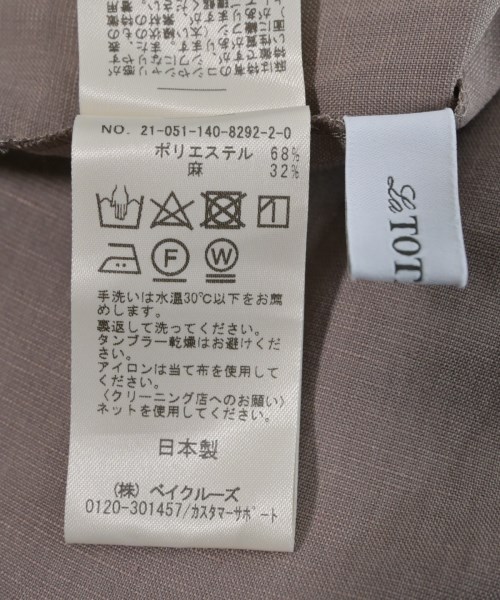 NO. 21-051-140-8292-2-0
ポリエステル 68%
麻 32%
F
W
手洗いは水温30℃以下をお薦
めします。
裏返して洗ってください。
タンブラー乾燥はお避けくだ
さい。
アイロンは当て布を使用して
ください。
〈クリーニング店へのお願い〉
ネットを使用してください。
日本製
(株) ベイクルーズ
0120-301457/カスタマーサポート
La TOT